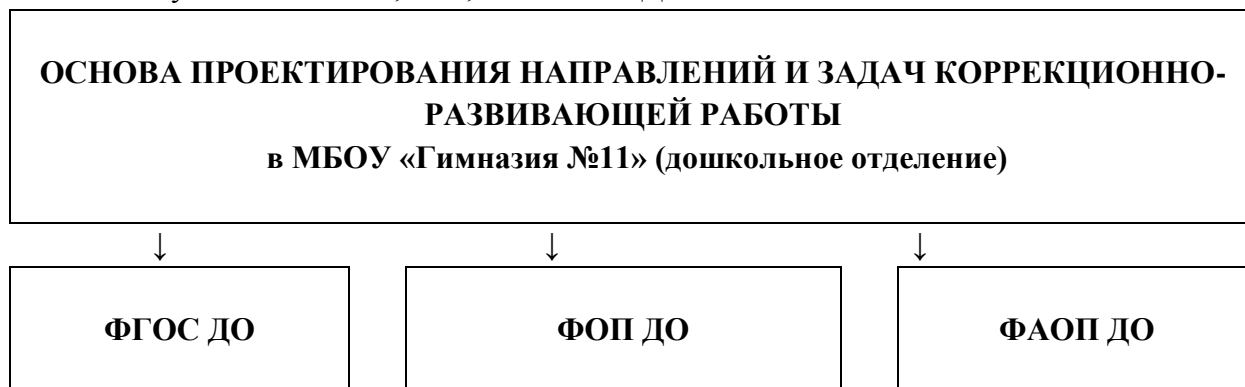 ОСНОВА ПРОЕКТИРОВАНИЯ НАПРАВЛЕНИЙ И ЗАДАЧ КОРРЕКЦИОННО-
РАЗВИВАЮЩЕЙ РАБОТЫ
в МБОУ «Гимназия №11» (дошкольное отделение)
↓ ↓ ↓
ФГОС ДО ФОП ДО ФАОП ДО